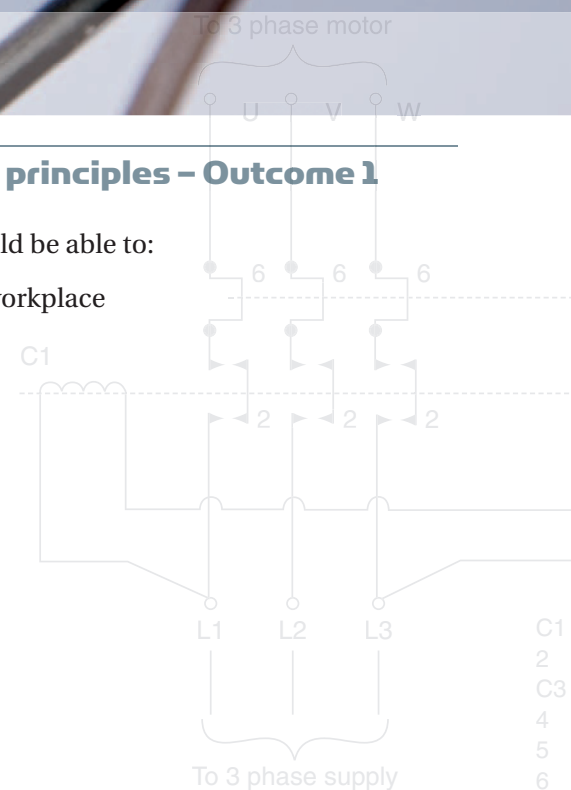 To 3 phase motor
U V W
principles – Outcome 1
ld be able to:
6 6 6
workplace
C1
2 2 2
L1 L2 L3
C1
2
C3
4
5
6
To 3 phase supply